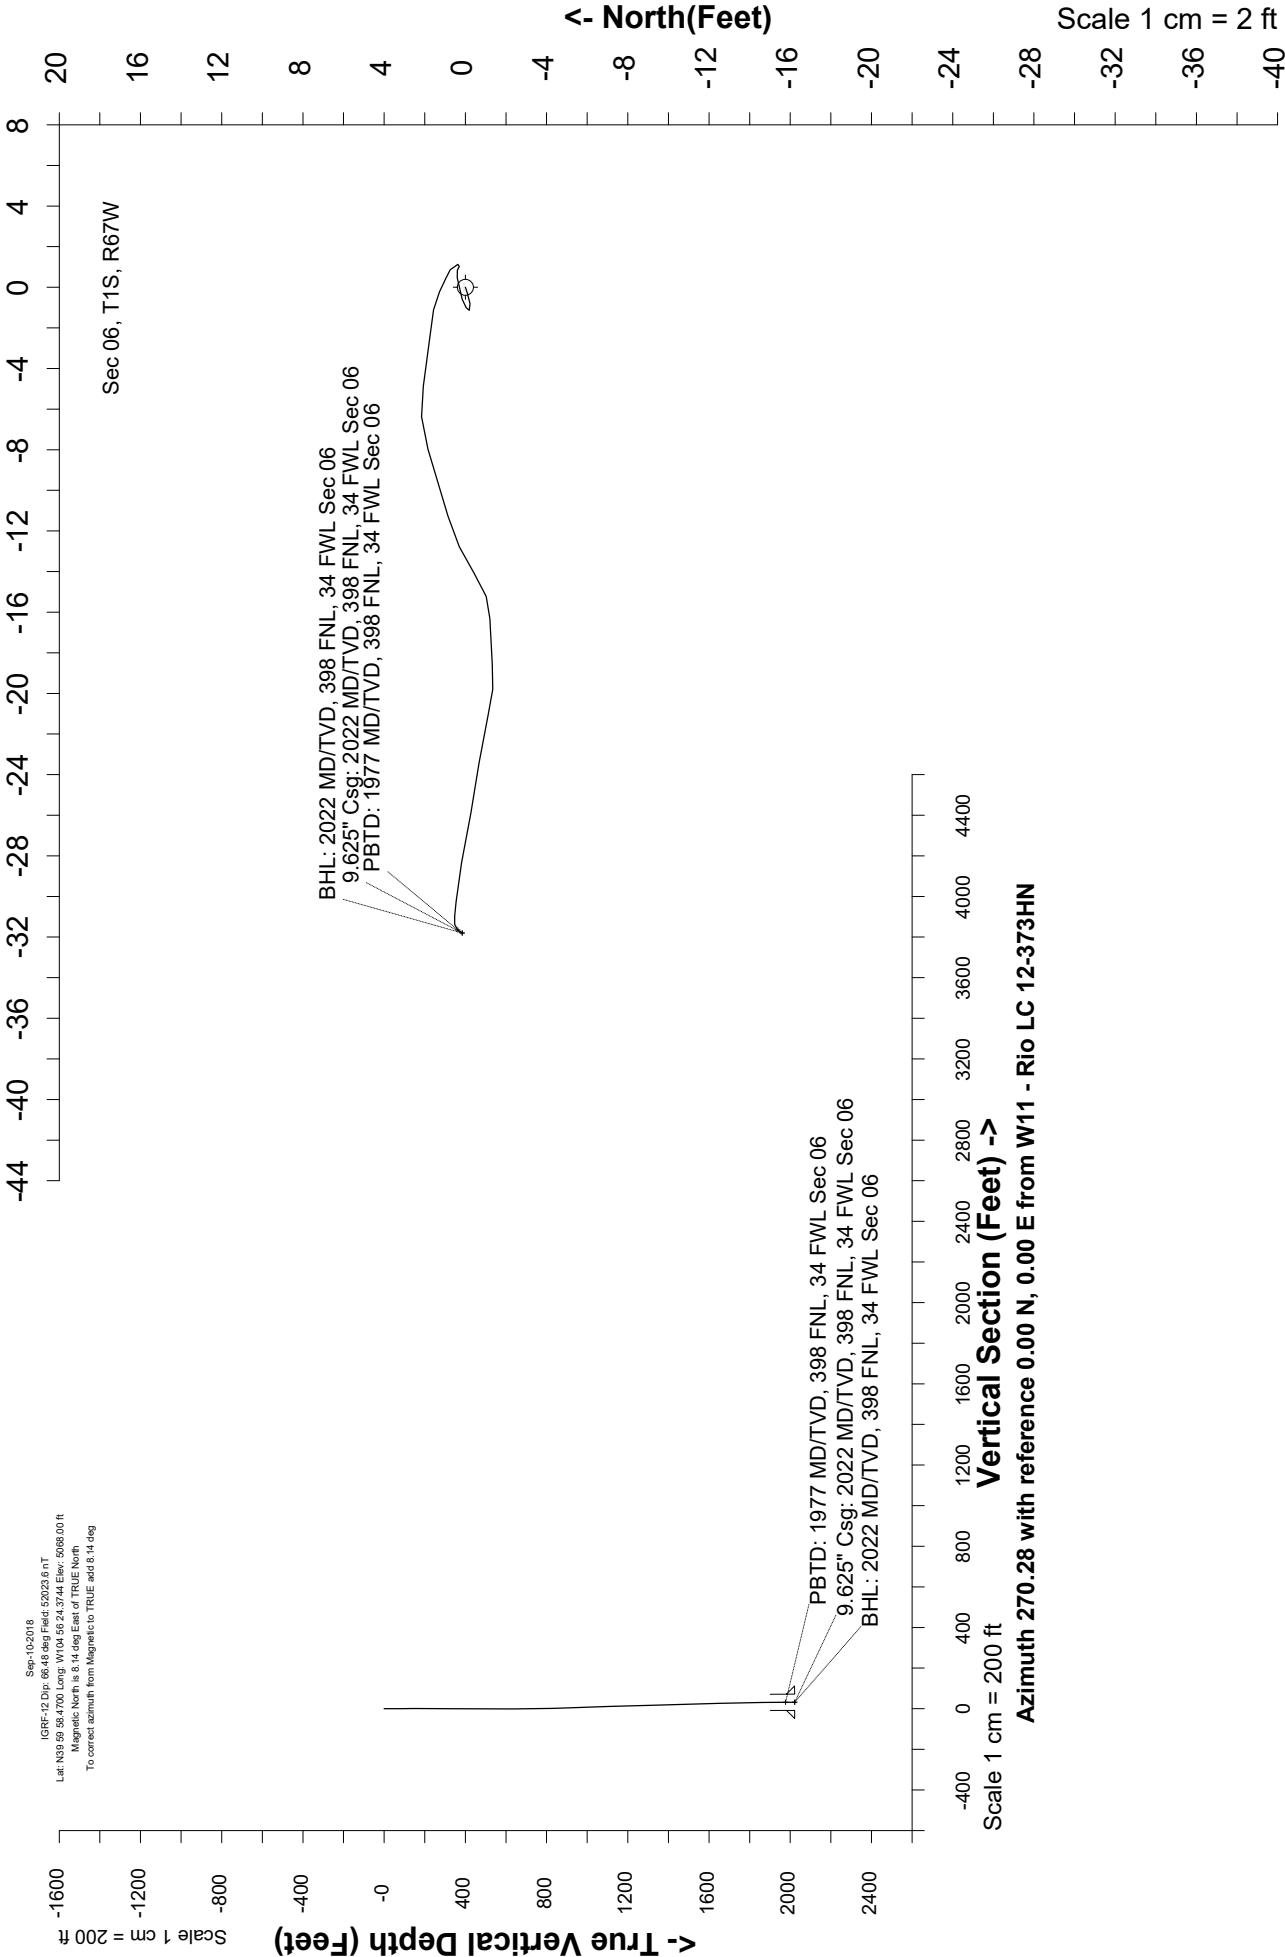 Sep-10-2018
IGRF-12 Dip: 66.48 deg Field: 52023.6 nT
Lat: N39 59 58.4700 Long: W104 56 24.3744 Elev: 5068.00 ft
Magnetic North is 8.14 deg East of TRUE North
To correct azimuth from Magnetic to TRUE add 8.14 deg
-44 -40 -36 -32 -28 -24 -20 -16 -12 -8 -4 0 4 8
Sec 06, T1S, R67W
<- North(Feet)
Scale 1 cm = 2 ft
20
16
12
8
4
0
-4
-8
-12
-16
-20
-24
-28
-32
-36
-40
BHL: 2022 MD/TVD, 398 FNL, 34 FWL Sec 06
9.625" Csg: 2022 MD/TVD, 398 FNL, 34 FWL Sec 06
PBTD: 1977 MD/TVD, 398 FNL, 34 FWL Sec 06
Scale 1 cm = 200 ft
<- True Vertical Depth (Feet)
-1600
-1200
-800
-400
-0
400
800
1200
1600
2000
2400
PBTD: 1977 MD/TVD, 398 FNL, 34 FWL Sec 06
9.625" Csg: 2022 MD/TVD, 398 FNL, 34 FWL Sec 06
BHL: 2022 MD/TVD, 398 FNL, 34 FWL Sec 06
-400 0 400 800 1200 1600 2000 2400 2800 3200 3600 4000 4400
Scale 1 cm = 200 ft
Vertical Section (Feet) ->
Azimuth 270.28 with reference 0.00 N, 0.00 E from W11 - Rio LC 12-373HN